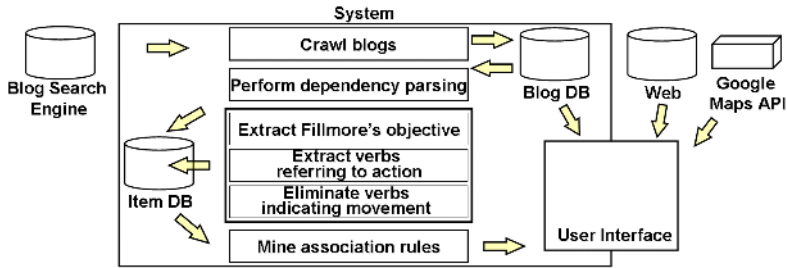 System
Blog Search
Engine
Crawl blogs
Perform dependency parsing
Blog DB
Web
Google
Maps API
Extract Fillmore's objective
Extract verbs
referring to action
Eliminate verbs
indicating movement
Item DB
Mine association rules
User Interface